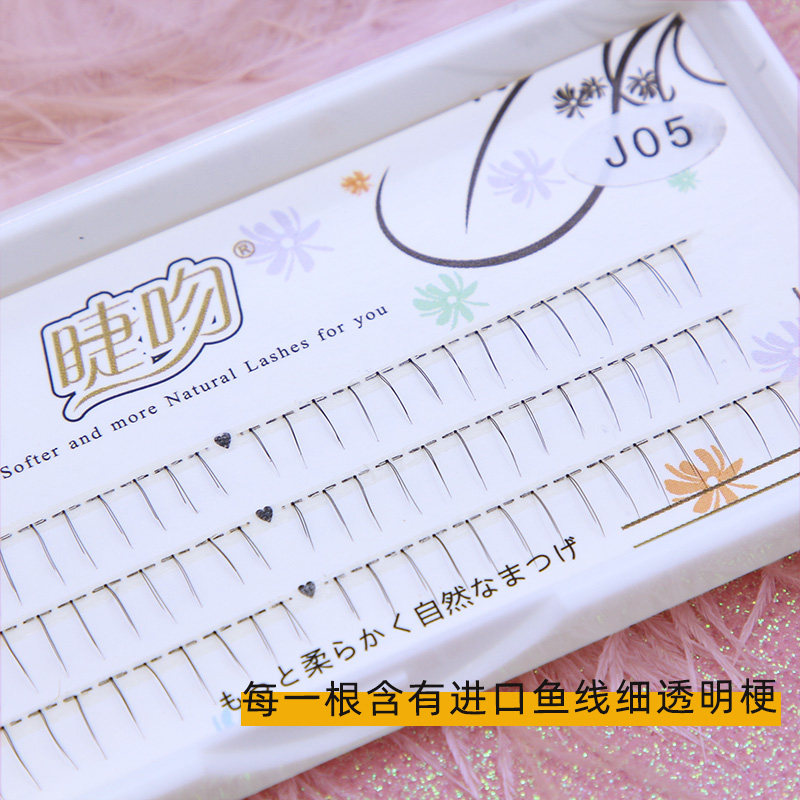 J05
睫吻®
Softer and more Natural Lashes for you
もっと柔らかく自然なまつげ
每一根含有进口鱼线细透明梗